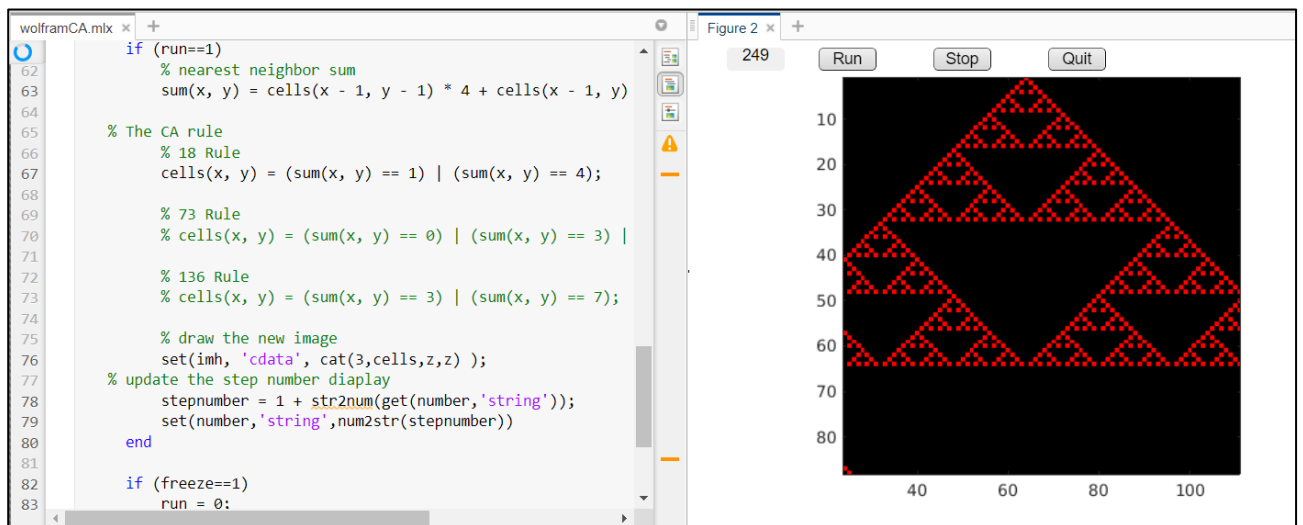 wolframCA.mlx × +
if (run==1)
62 % nearest neighbor sum
63 sum(x, y) = cells(x - 1, y - 1) * 4 + cells(x - 1, y)
64
65 % The CA rule
66 % 18 Rule
67 cells(x, y) = (sum(x, y) == 1) | (sum(x, y) == 4);
68
69 % 73 Rule
70 % cells(x, y) = (sum(x, y) == 0) | (sum(x, y) == 3) |
71
72 % 136 Rule
73 % cells(x, y) = (sum(x, y) == 3) | (sum(x, y) == 7);
74
75 % draw the new image
76 set(imh, 'cdata', cat(3,cells,z,z) );
77 % update the step number diaplay
78 stepnumber = 1 + str2num(get(number,'string'));
79 set(number,'string',num2str(stepnumber))
80 end
81
82 if (freeze==1)
83 run = 0;
Figure 2 × +
249 Run Stop Quit
10
20
30
40
50
60
70
80
40 60 80 100